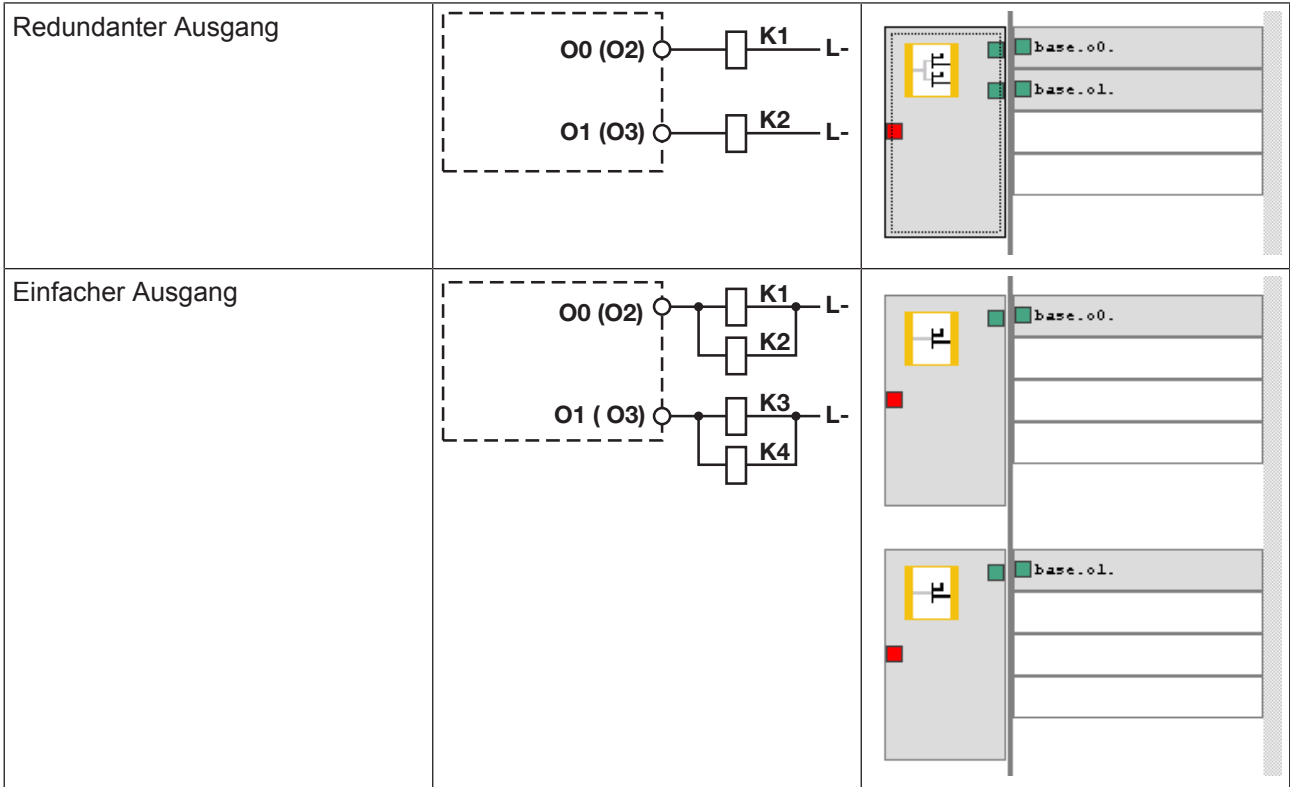 Redundanter Ausgang
O0 (O2)
K1
L-
O1 (O3)
K2
L-
base.o0.
base.o1.
Einfacher Ausgang
O0 (O2)
K1
L-
K2
O1 ( O3)
K3
L-
K4
base.o0.
base.o1.